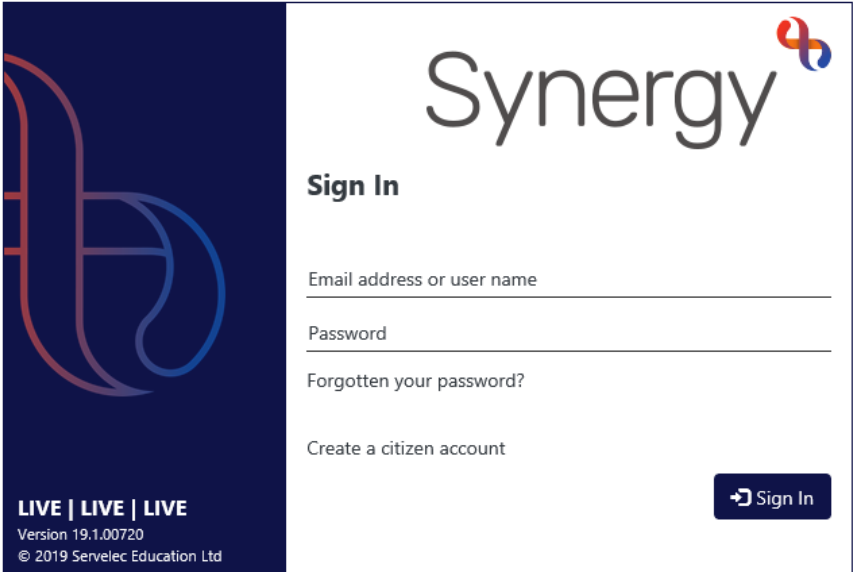 Synergy
Sign In
Email address or user name
Password
Forgotten your password?
Create a citizen account
Sign In
LIVE | LIVE | LIVE
Version 19.1.00720
© 2019 Servelec Education Ltd